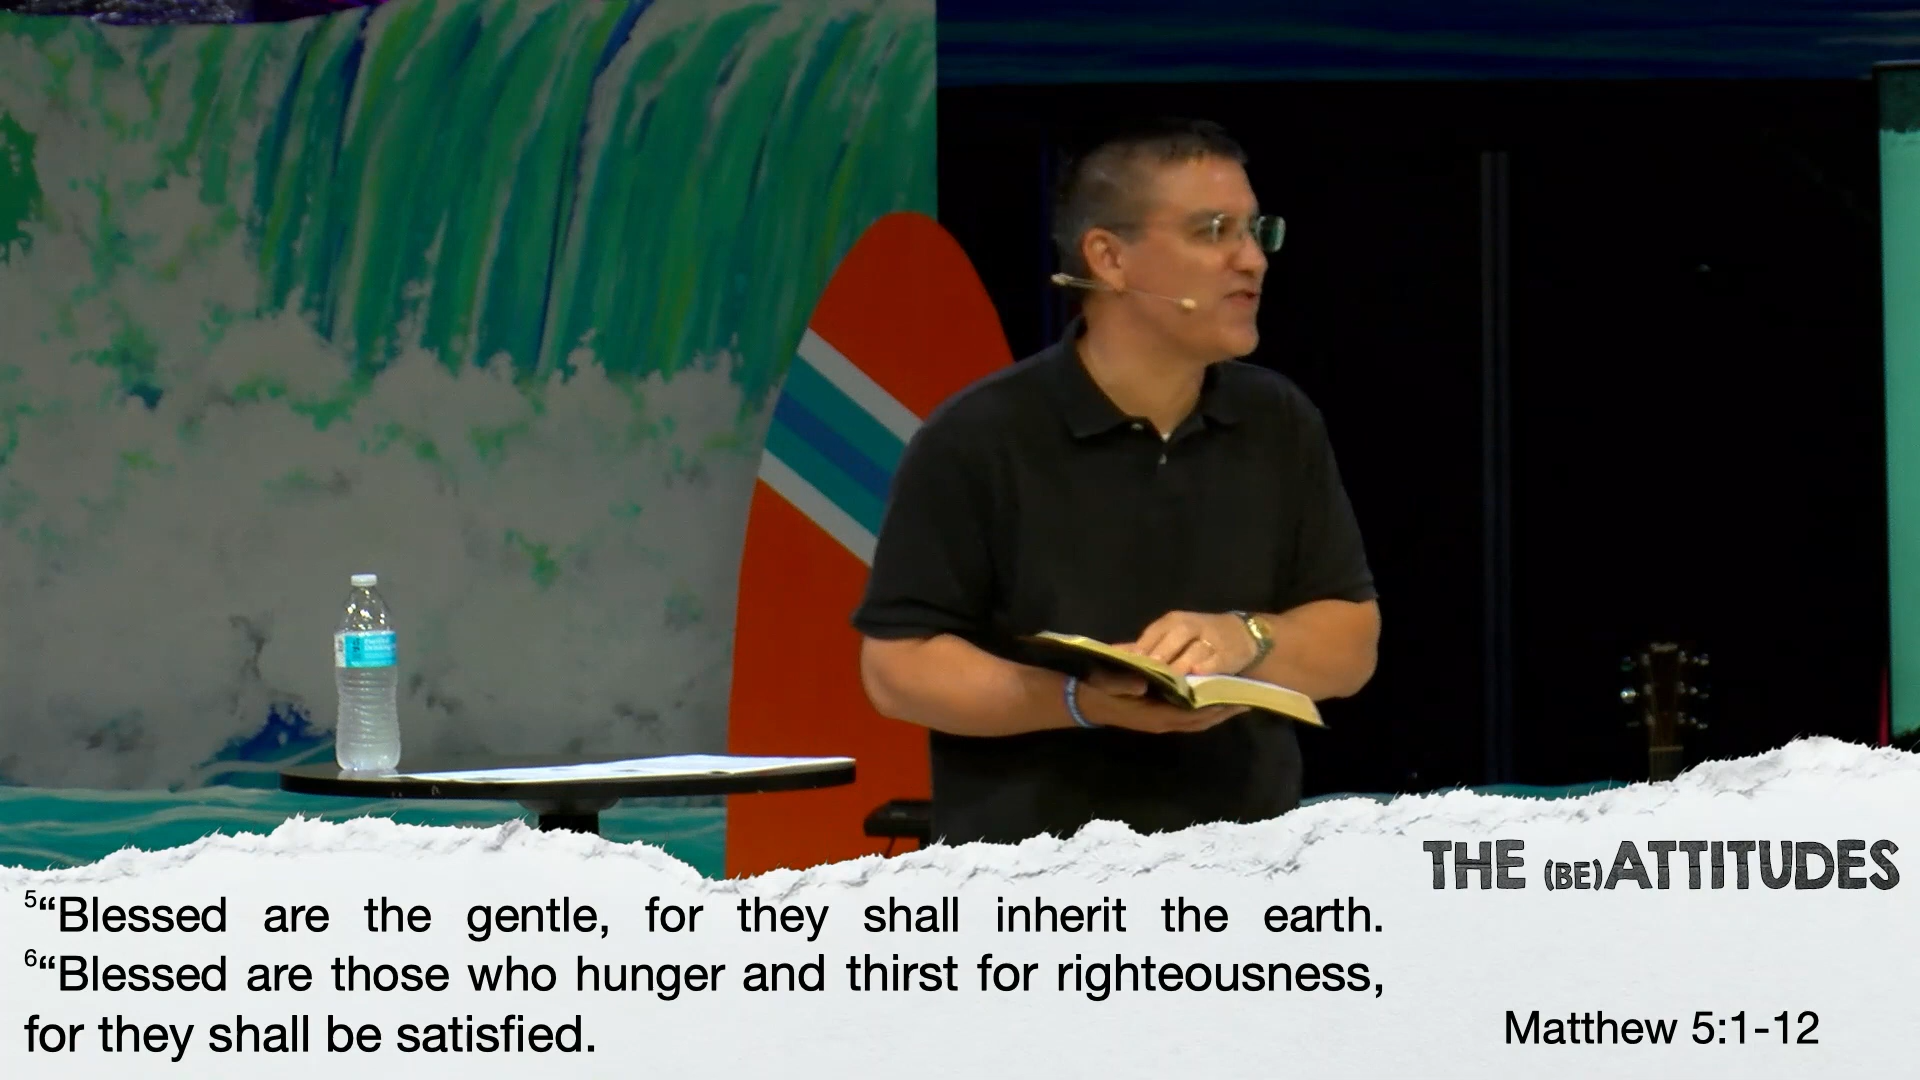 THE (BE)ATTITUDES
⁵“Blessed are the gentle, for they shall inherit the earth.
⁶“Blessed are those who hunger and thirst for righteousness,
for they shall be satisfied.
Matthew 5:1-12